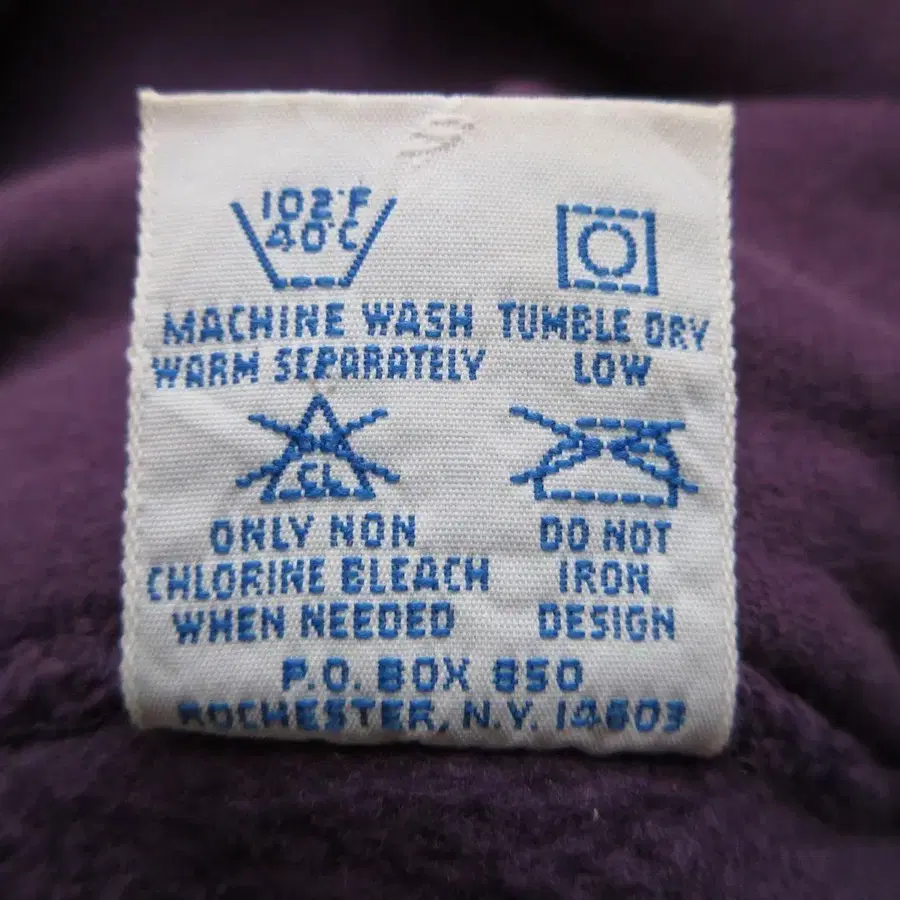 102°F
40°C
MACHINE WASH
WARM SEPARATELY
TUMBLE DRY
LOW
CL
ONLY NON
CHLORINE BLEACH
WHEN NEEDED
DO NOT
IRON
DESIGN
P.O. BOX 850
ROCHESTER, N.Y. 14603